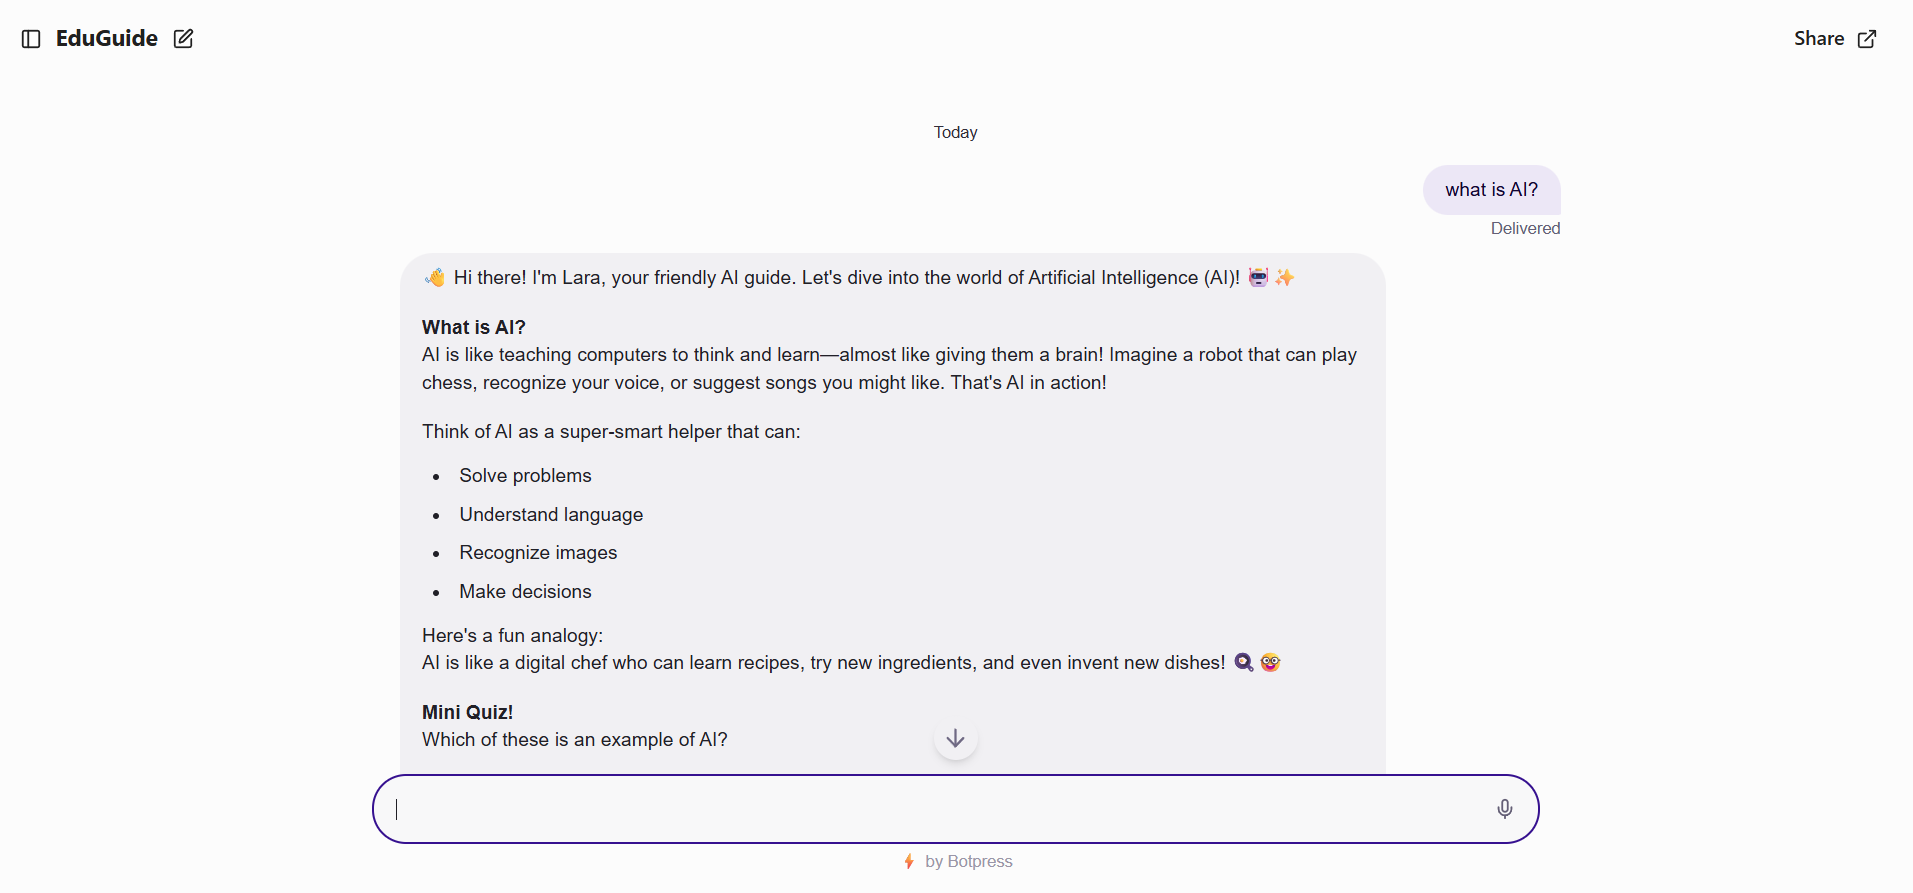 EduGuide
Share
Today
what is AI?
Delivered
👋 Hi there! I'm Lara, your friendly AI guide. Let's dive into the world of Artificial Intelligence (AI)! 🤖✨
What is AI?
AI is like teaching computers to think and learn—almost like giving them a brain! Imagine a robot that can play
chess, recognize your voice, or suggest songs you might like. That's AI in action!
Think of AI as a super-smart helper that can:
• Solve problems
• Understand language
• Recognize images
• Make decisions
Here's a fun analogy:
AI is like a digital chef who can learn recipes, try new ingredients, and even invent new dishes! 🍳🤓
Mini Quiz!
Which of these is an example of AI?
by Botpress